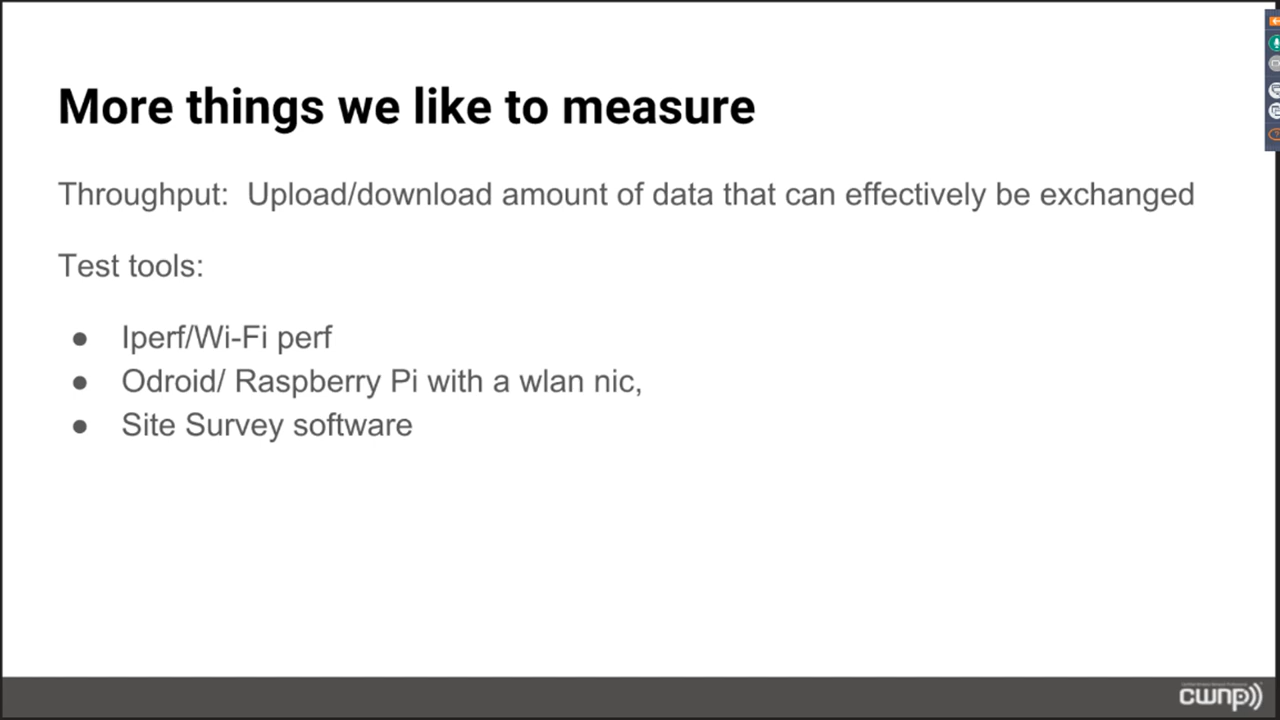 More things we like to measure
Throughput:  Upload/download amount of data that can effectively be exchanged
Test tools:
● Iperf/Wi-Fi perf
● Odroid/ Raspberry Pi with a wlan nic,
● Site Survey software
cwnp